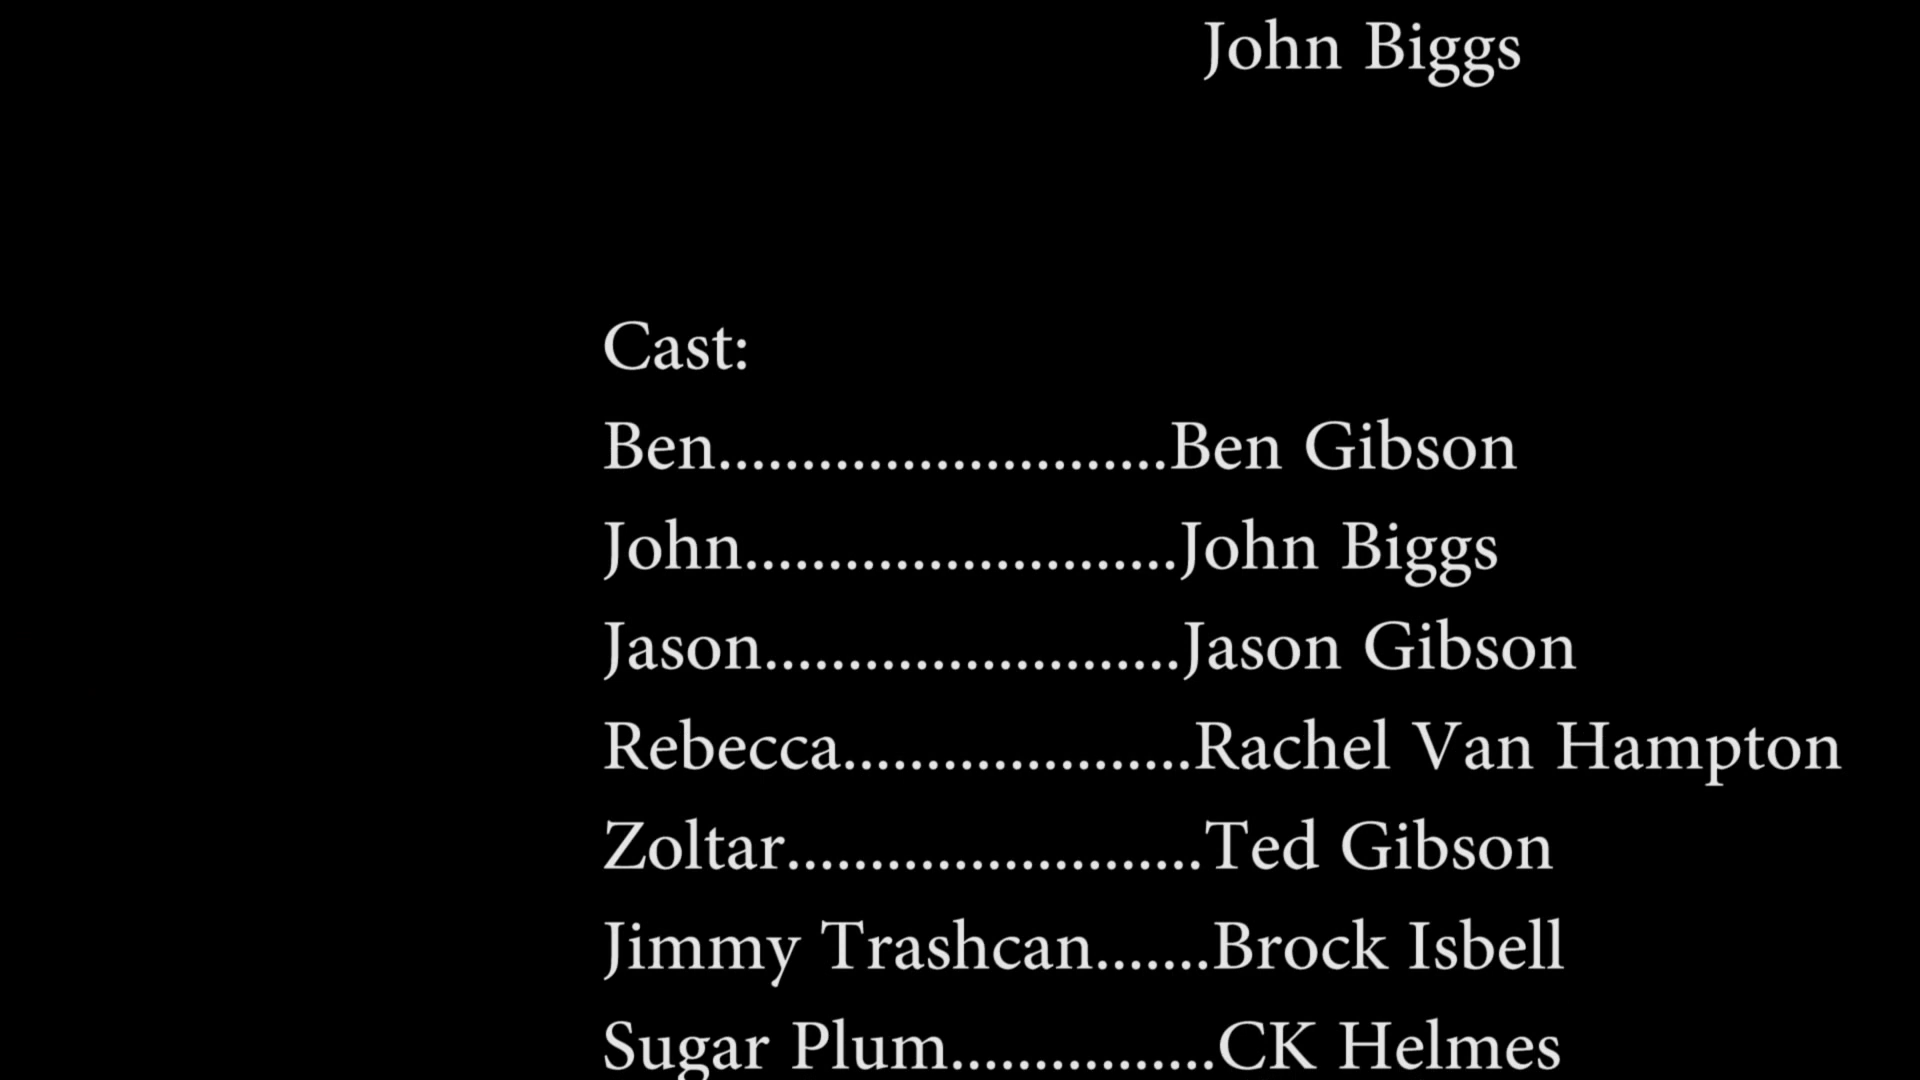 John Biggs
Cast:
Ben...........................Ben Gibson
John..........................John Biggs
Jason.........................Jason Gibson
Rebecca.....................Rachel Van Hampton
Zoltar.........................Ted Gibson
Jimmy Trashcan.......Brock Isbell
Sugar Plum................CK Helmes